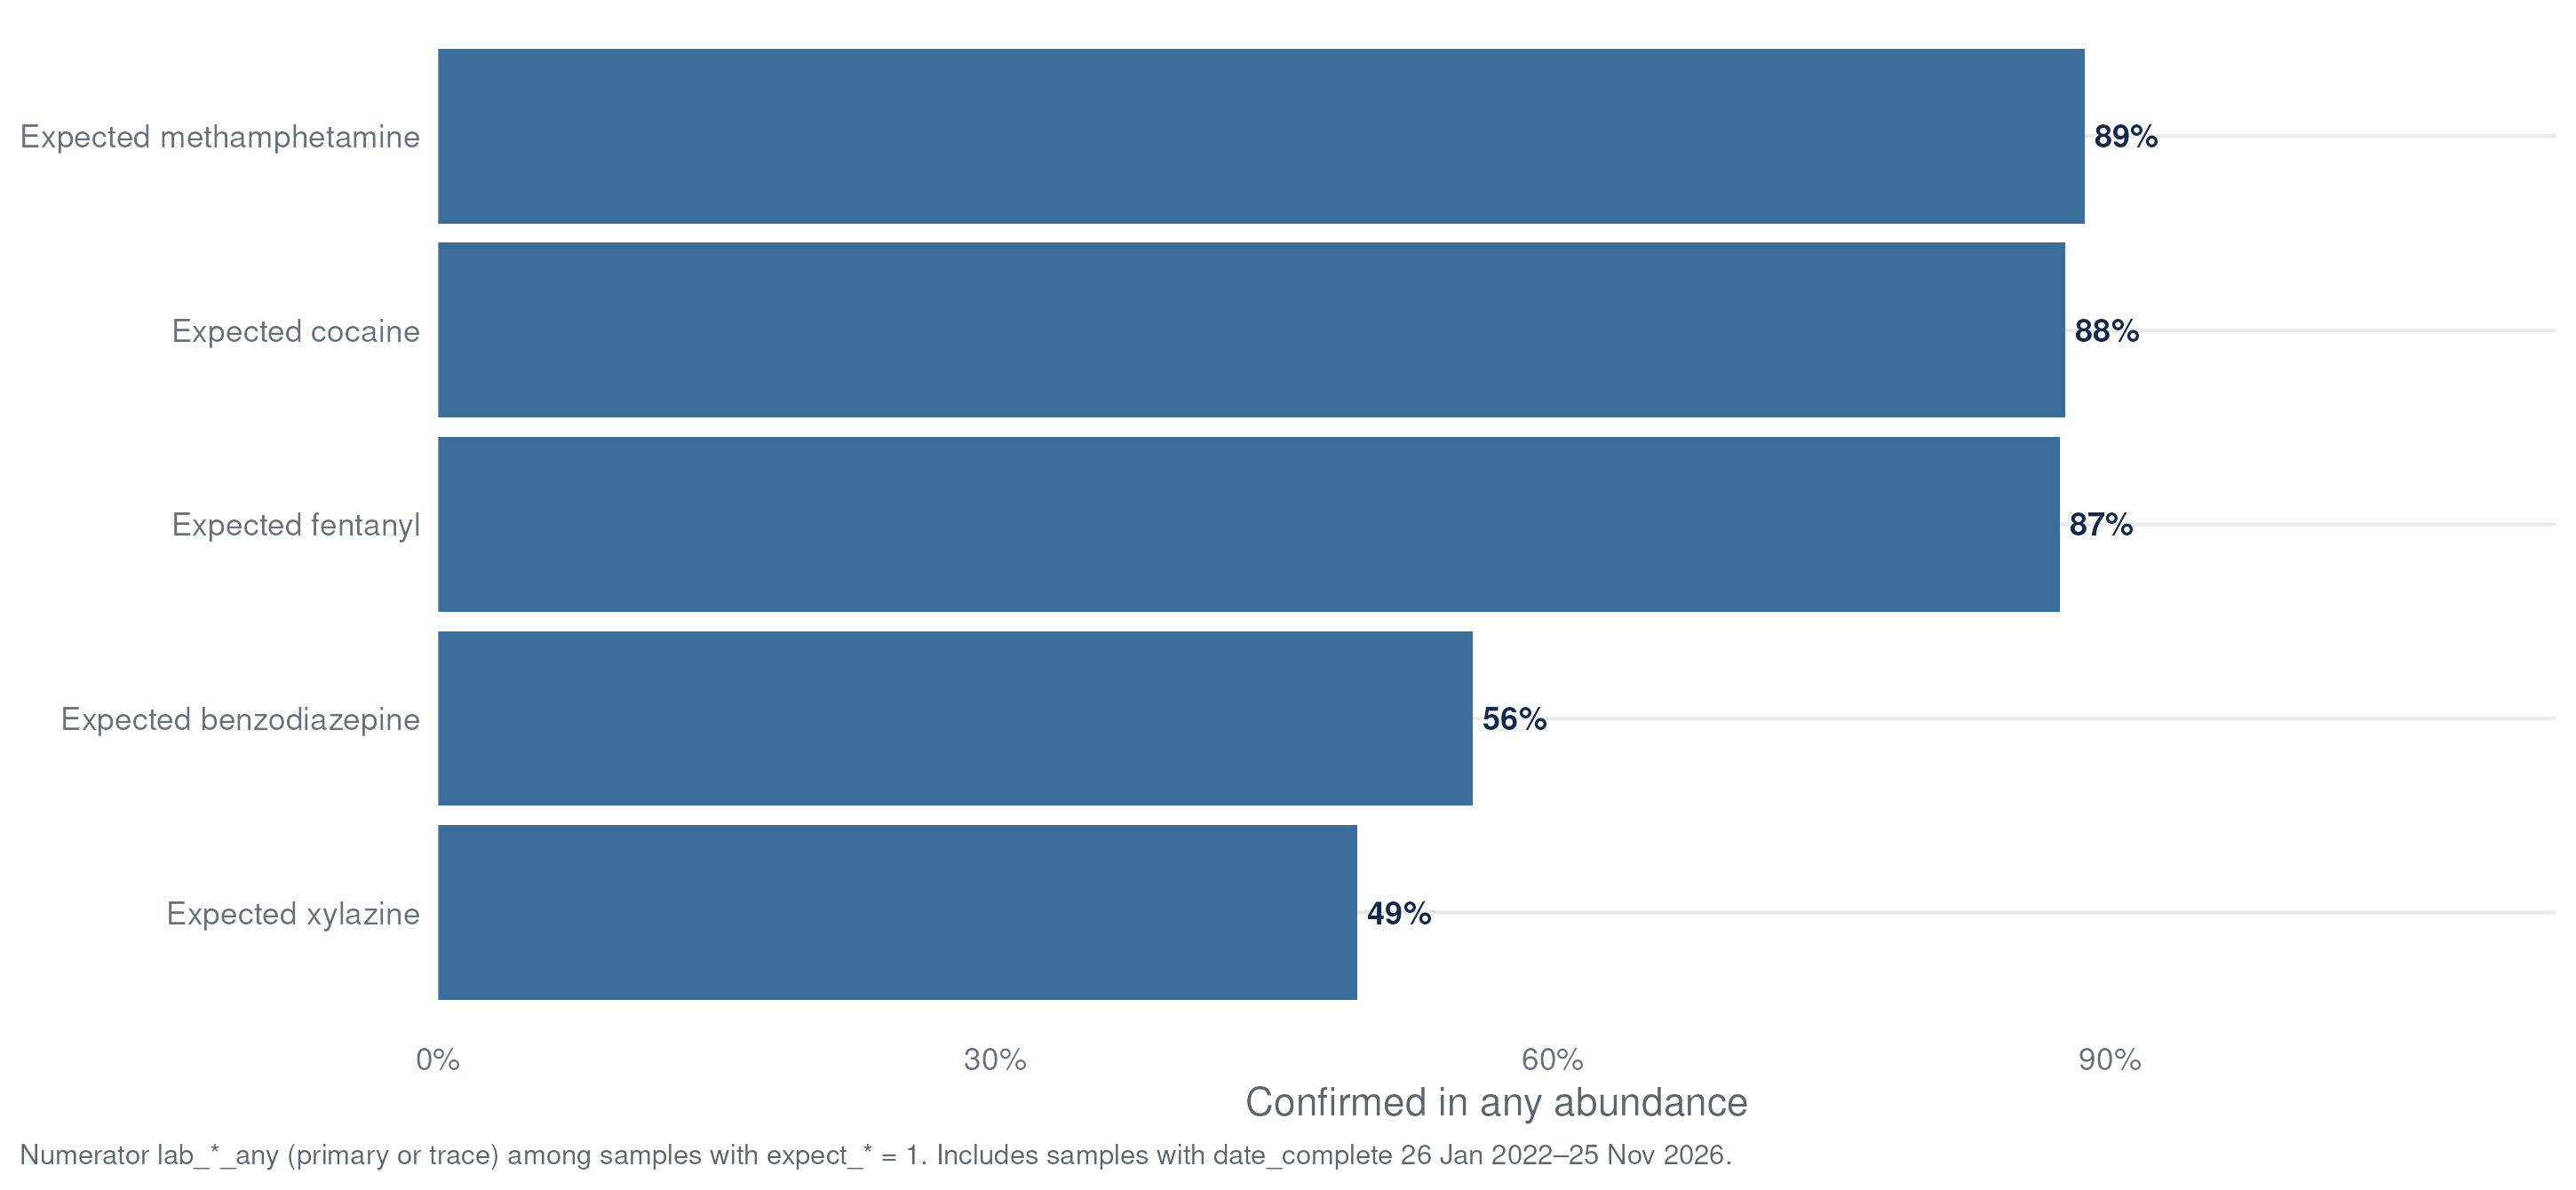 Expected methamphetamine 89%
Expected cocaine 88%
Expected fentanyl 87%
Expected benzodiazepine 56%
Expected xylazine 49%
0% 30% 60% 90%
Confirmed in any abundance
Numerator lab_*_any (primary or trace) among samples with expect_* = 1. Includes samples with date_complete 26 Jan 2022–25 Nov 2026.